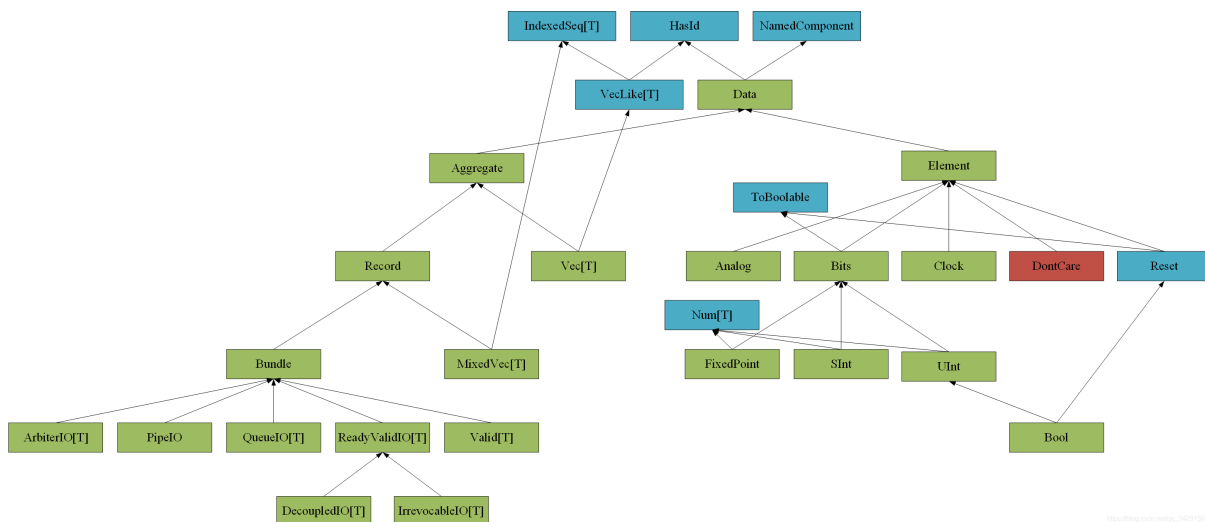 IndexedSeq[T]
HasId
NamedComponent
VecLike[T]
Data
Aggregate
Element
ToBoolable
Record
Vec[T]
Analog
Bits
Clock
DontCare
Reset
Num[T]
Bundle
MixedVec[T]
FixedPoint
SInt
UInt
ArbiterIO[T]
PipeIO
QueueIO[T]
ReadyValidIO[T]
Valid[T]
Bool
DecoupledIO[T]
IrrevocableIO[T]